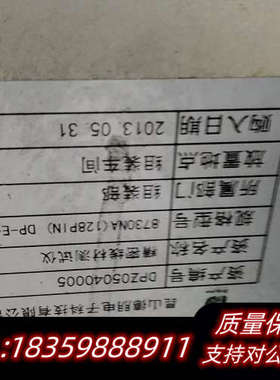 昆山德朋电子科技有限公
资产编号 DPZ05040005
资产名称 精密线材测试仪
规格型号 8730NA(128PIN) DP-E
所属部门 组装部
放置地点 组装车间
购入日期 2013.05.31
质量保
18359888911
支持对公